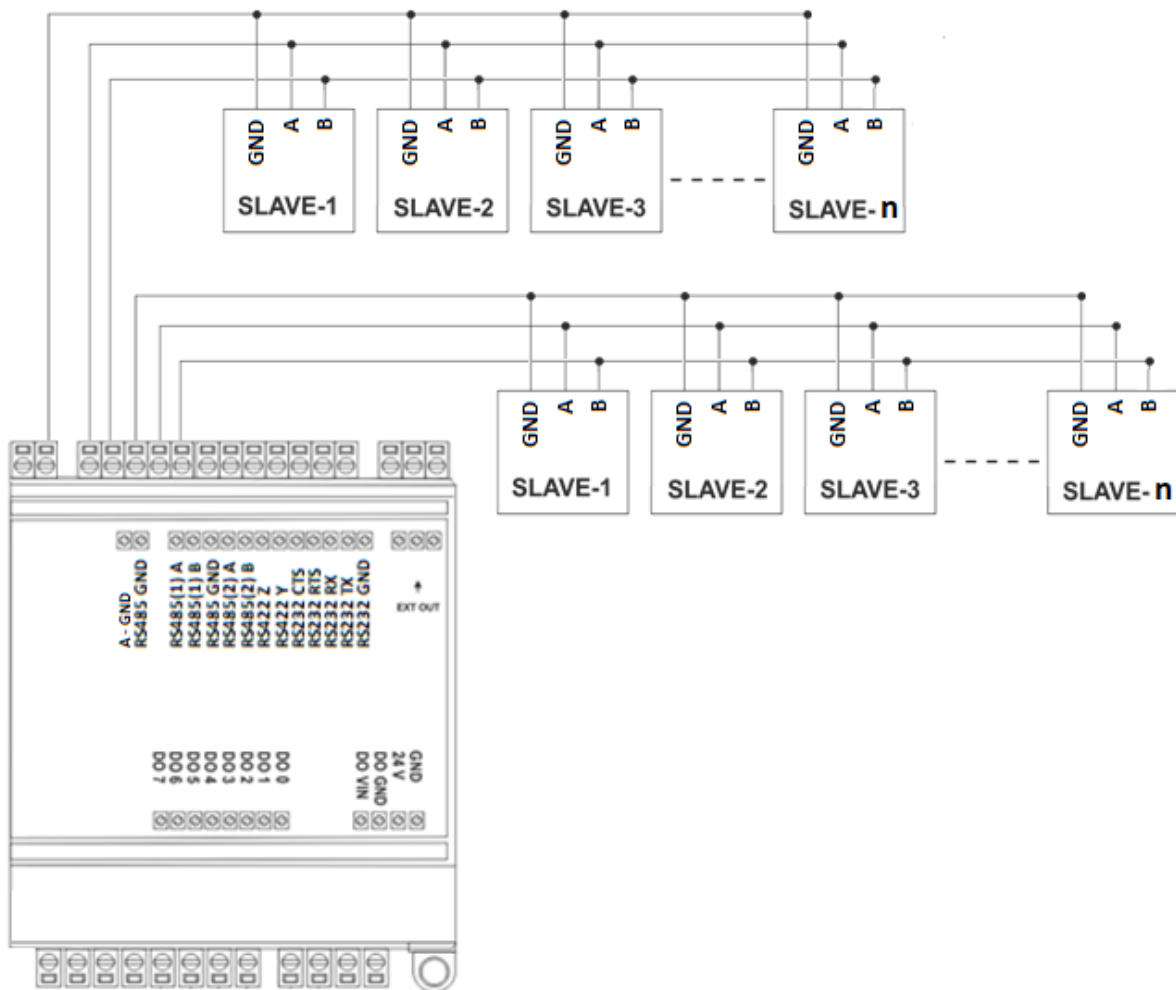 GND A B
SLAVE-1
GND A B
SLAVE-2
GND A B
SLAVE-3
GND A B
SLAVE- n
GND A B
SLAVE-1
GND A B
SLAVE-2
GND A B
SLAVE-3
GND A B
SLAVE- n
A - GND
RS485 GND
RS485(1) A
RS485(1) B
RS485 GND
RS485(2) A
RS485(2) B
RS422 Z
RS422 Y
RS232 CTS
RS232 RTS
RS232 RX
RS232 TX
RS232 GND
EXT OUT
DO 7
DO 6
DO 5
DO 4
DO 3
DO 2
DO 1
DO 0
DO VIN
DO GND
24 V
GND